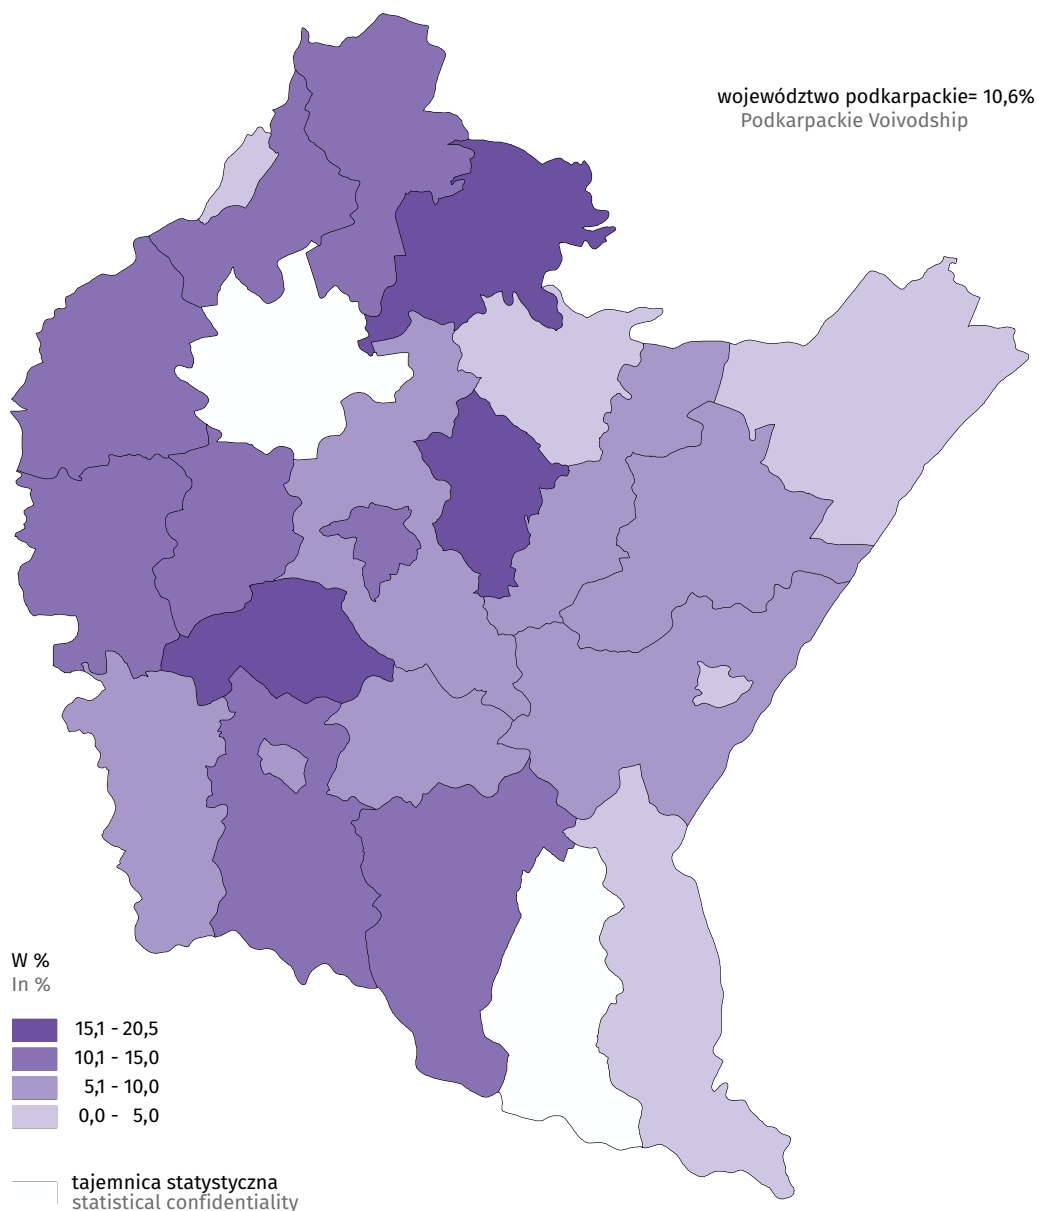 województwo podkarpackie= 10,6%
Podkarpackie Voivodship
W %
In %
15,1 - 20,5
10,1 - 15,0
5,1 - 10,0
0,0 - 5,0
tajemnica statystyczna
statistical confidentiality